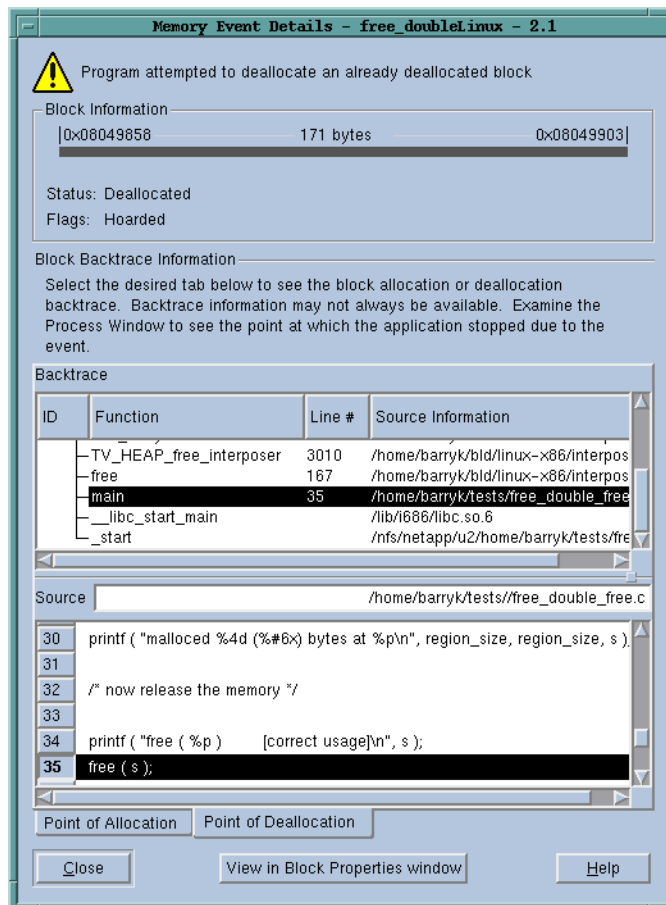 Memory Event Details - free_doubleLinux - 2.1
Program attempted to deallocate an already deallocated block
Block Information
0x08049858 171 bytes 0x08049903
Status: Deallocated
Flags: Hoarded
Block Backtrace Information
Select the desired tab below to see the block allocation or deallocation
backtrace. Backtrace information may not always be available. Examine the
Process Window to see the point at which the application stopped due to the
event.
Backtrace
ID Function Line # Source Information
TV_HEAP_free_interposer 3010 /home/barryk/bld/linux-x86/interpos
free 167 /home/barryk/bld/linux-x86/interpos
main 35 /home/barryk/tests/free_double_free
__libc_start_main /lib/i686/libc.so.6
_start /nfs/netapp/u2/home/barryk/tests/fre
Source /home/barryk/tests//free_double_free.c
30 printf ( "malloced %4d (%#6x) bytes at %p\n", region_size, region_size, s )
31
32 /* now release the memory */
33
34 printf ( "free ( %p ) [correct usage]\n", s );
35 free ( s );
Point of Allocation Point of Deallocation
Close View in Block Properties window Help